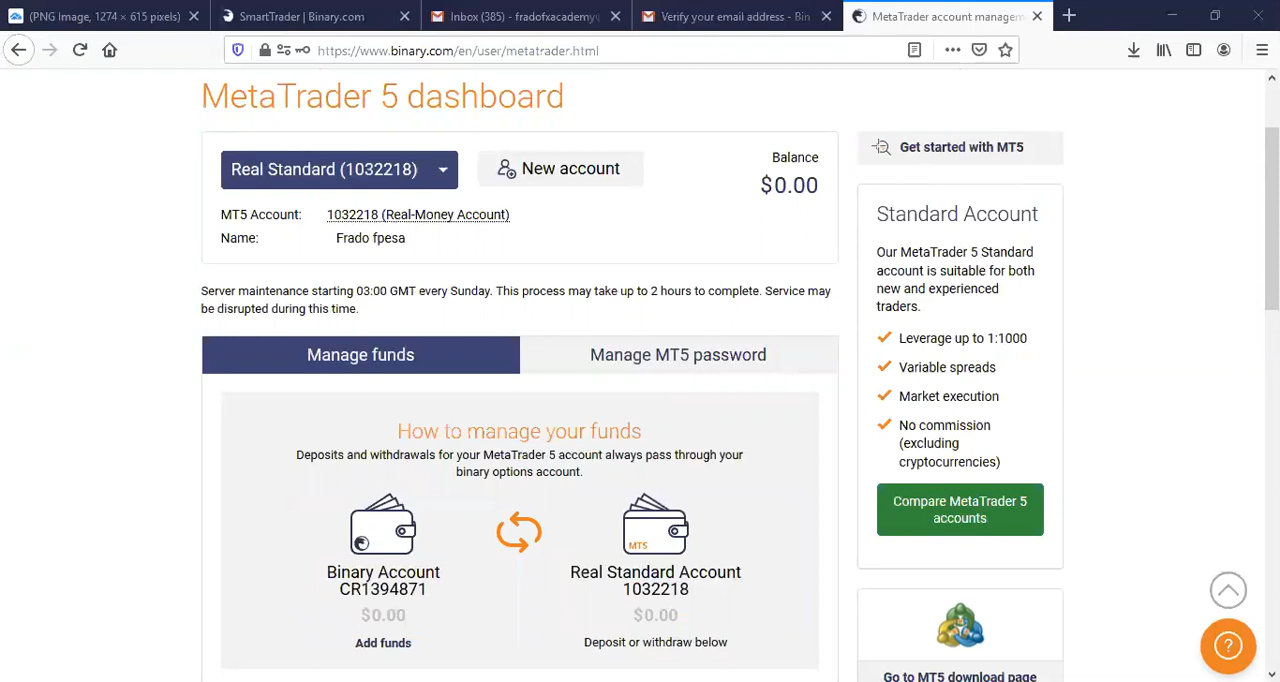 (PNG Image, 1274 × 615 pixels)
SmartTrader | Binary.com
Inbox (385) - fradofxacademy
Verify your email address - Bin
MetaTrader account managem
https://www.binary.com/en/user/metatrader.html
MetaTrader 5 dashboard
Real Standard (1032218)
New account
Balance
$0.00
MT5 Account: 1032218 (Real-Money Account)
Name: Frado fpesa
Server maintenance starting 03:00 GMT every Sunday. This process may take up to 2 hours to complete. Service may
be disrupted during this time.
Manage funds
Manage MT5 password
How to manage your funds
Deposits and withdrawals for your MetaTrader 5 account always pass through your
binary options account.
MT5
Binary Account
CR1394871
$0.00
Add funds
Real Standard Account
1032218
$0.00
Deposit or withdraw below
Get started with MT5
Standard Account
Our MetaTrader 5 Standard
account is suitable for both
new and experienced
traders.
Leverage up to 1:1000
Variable spreads
Market execution
No commission
(excluding
cryptocurrencies)
Compare MetaTrader 5
accounts
Go to MT5 download page